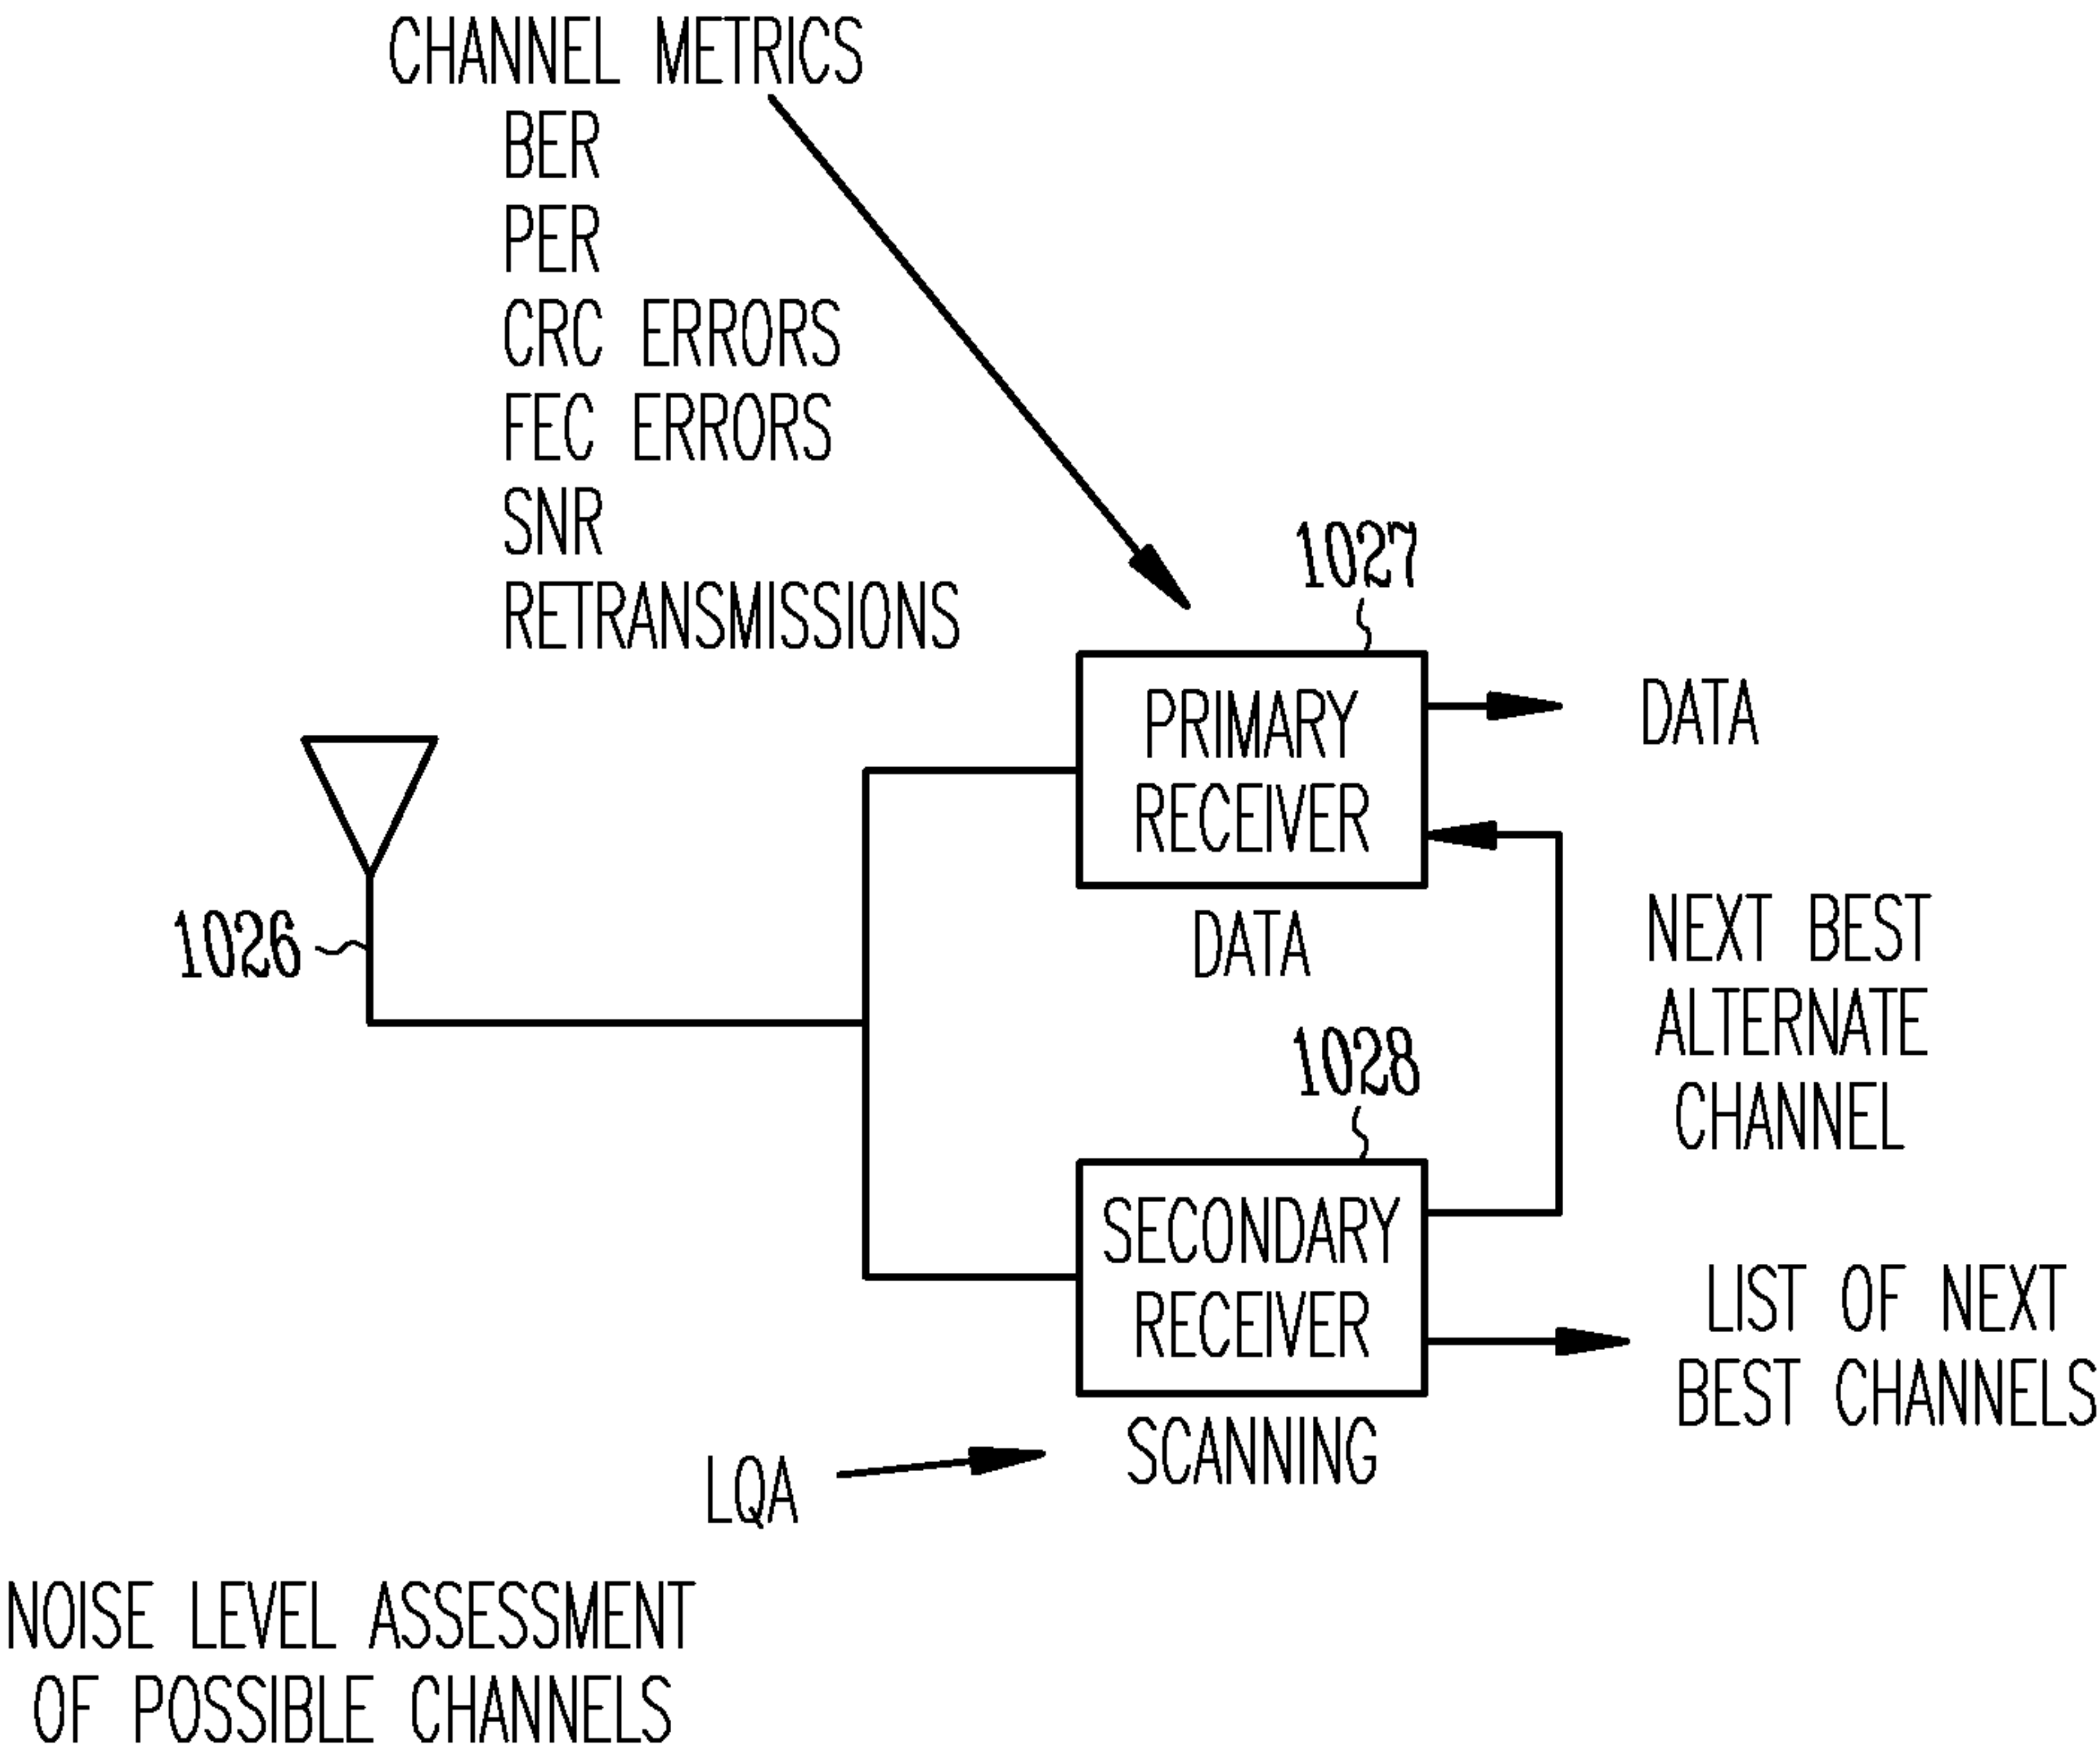 CHANNEL METRICS
BER
PER
CRC ERRORS
FEC ERRORS
SNR
RETRANSMISSIONS
1027
PRIMARY
RECEIVER
DATA
DATA
1026
NEXT BEST
ALTERNATE
CHANNEL
1028
SECONDARY
RECEIVER
SCANNING
LIST OF NEXT
BEST CHANNELS
LQA
NOISE LEVEL ASSESSMENT
OF POSSIBLE CHANNELS